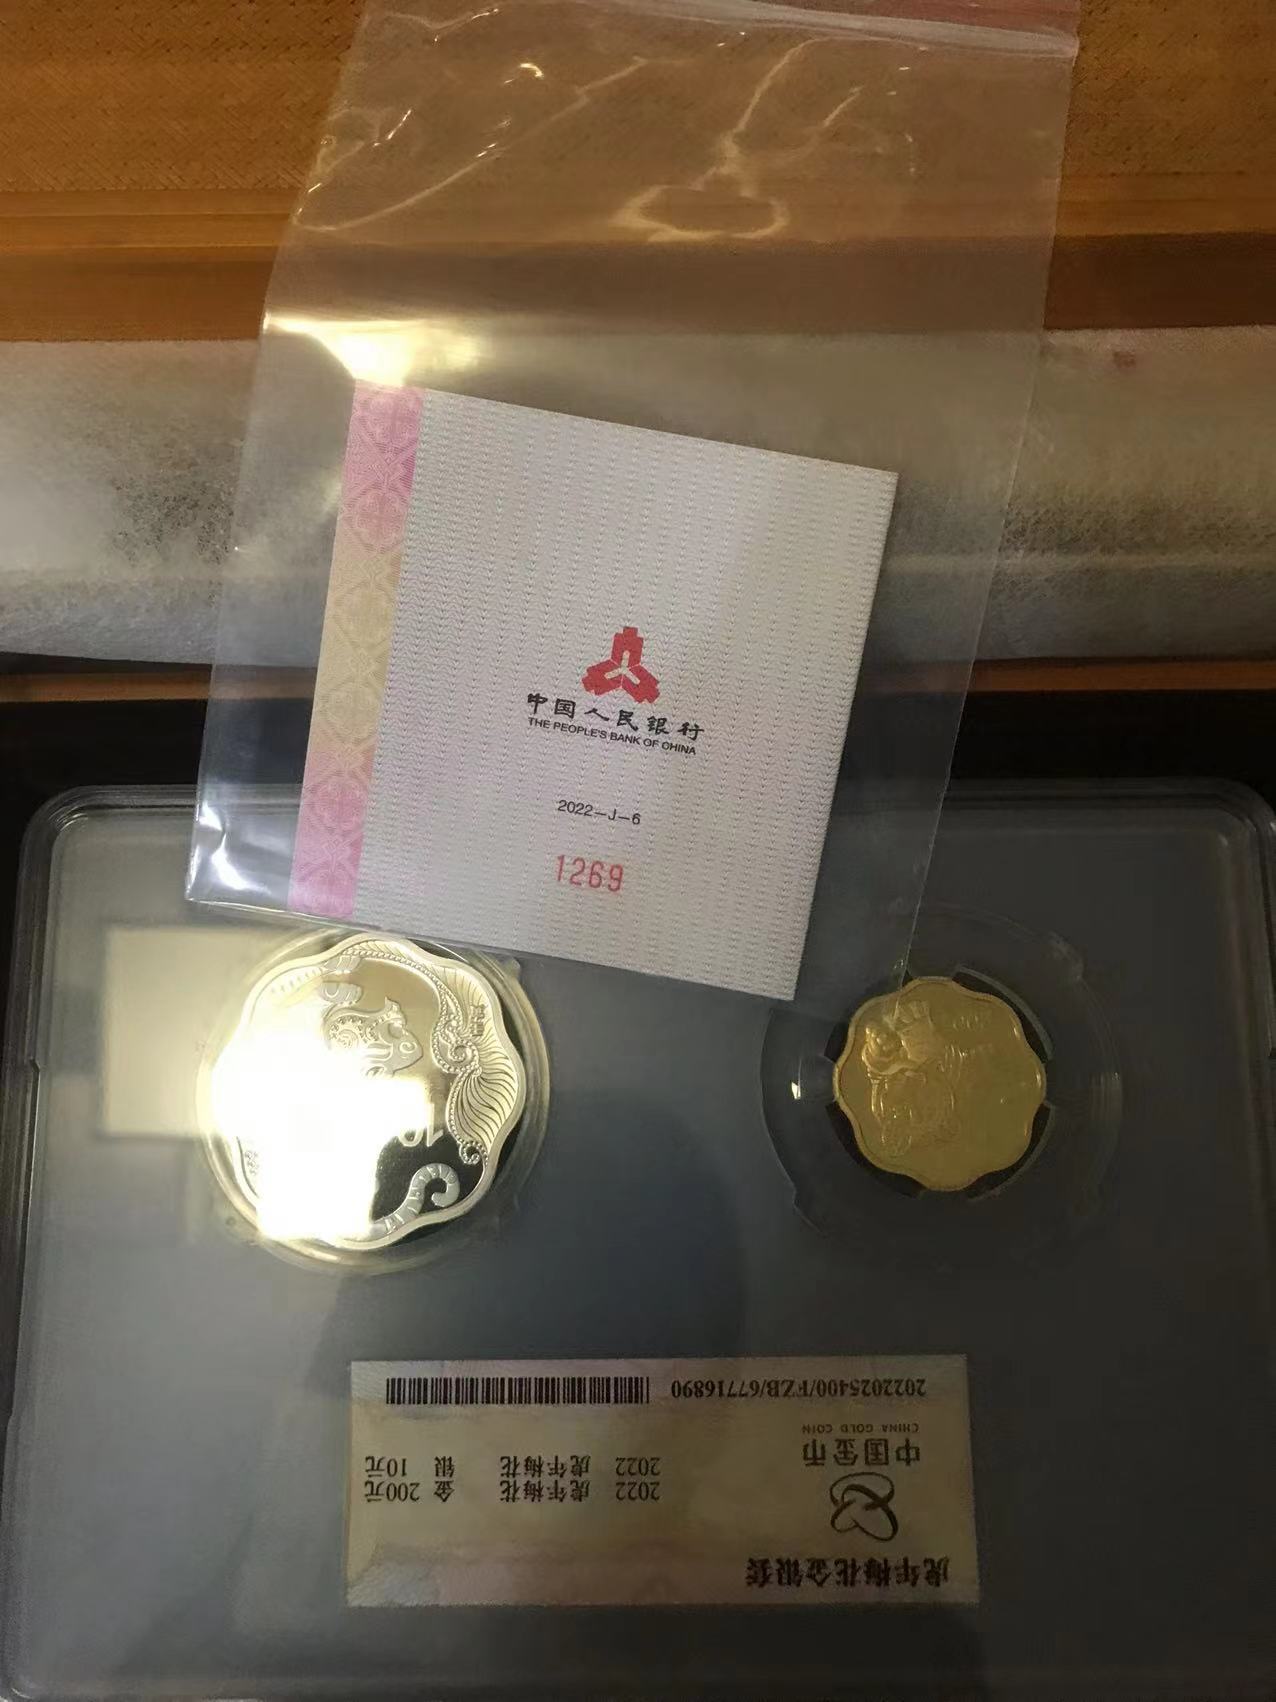 中国人民银行
THE PEOPLE'S BANK OF CHINA
2022-J-6
1269
10
200
虎年梅花金银套
中国金币
CHINA GOLD COIN
2022 虎年梅花 金 200元
2022 虎年梅花 银 10元
2022025400/FZB/67716890